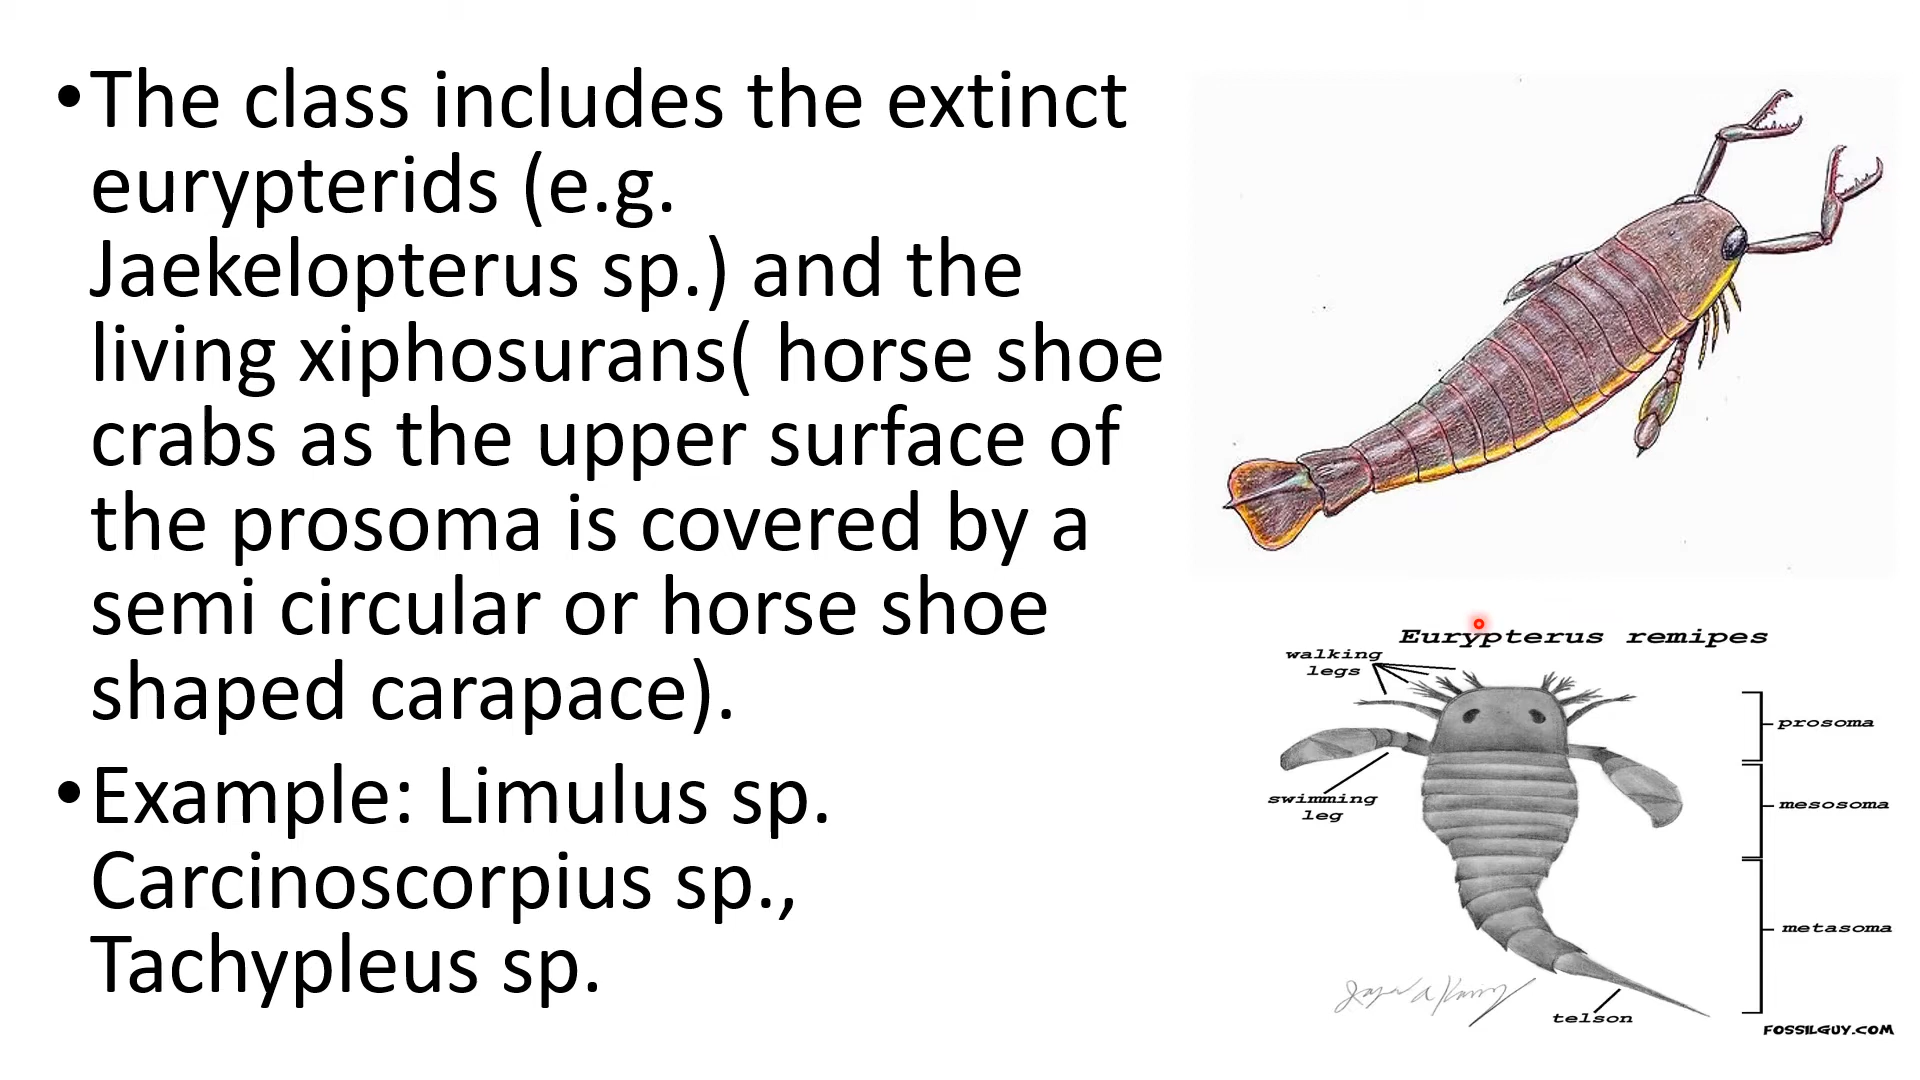 •The class includes the extinct
eurypterids (e.g.
Jaekelopterus sp.) and the
living xiphosurans( horse shoe
crabs as the upper surface of
the prosoma is covered by a
semi circular or horse shoe
shaped carapace).
•Example: Limulus sp.
Carcinoscorpius sp.,
Tachypleus sp.
Eurypterus remipes
walking
legs
prosoma
swimming
leg
mesosoma
metasoma
telson
FOSSILGUY.COM